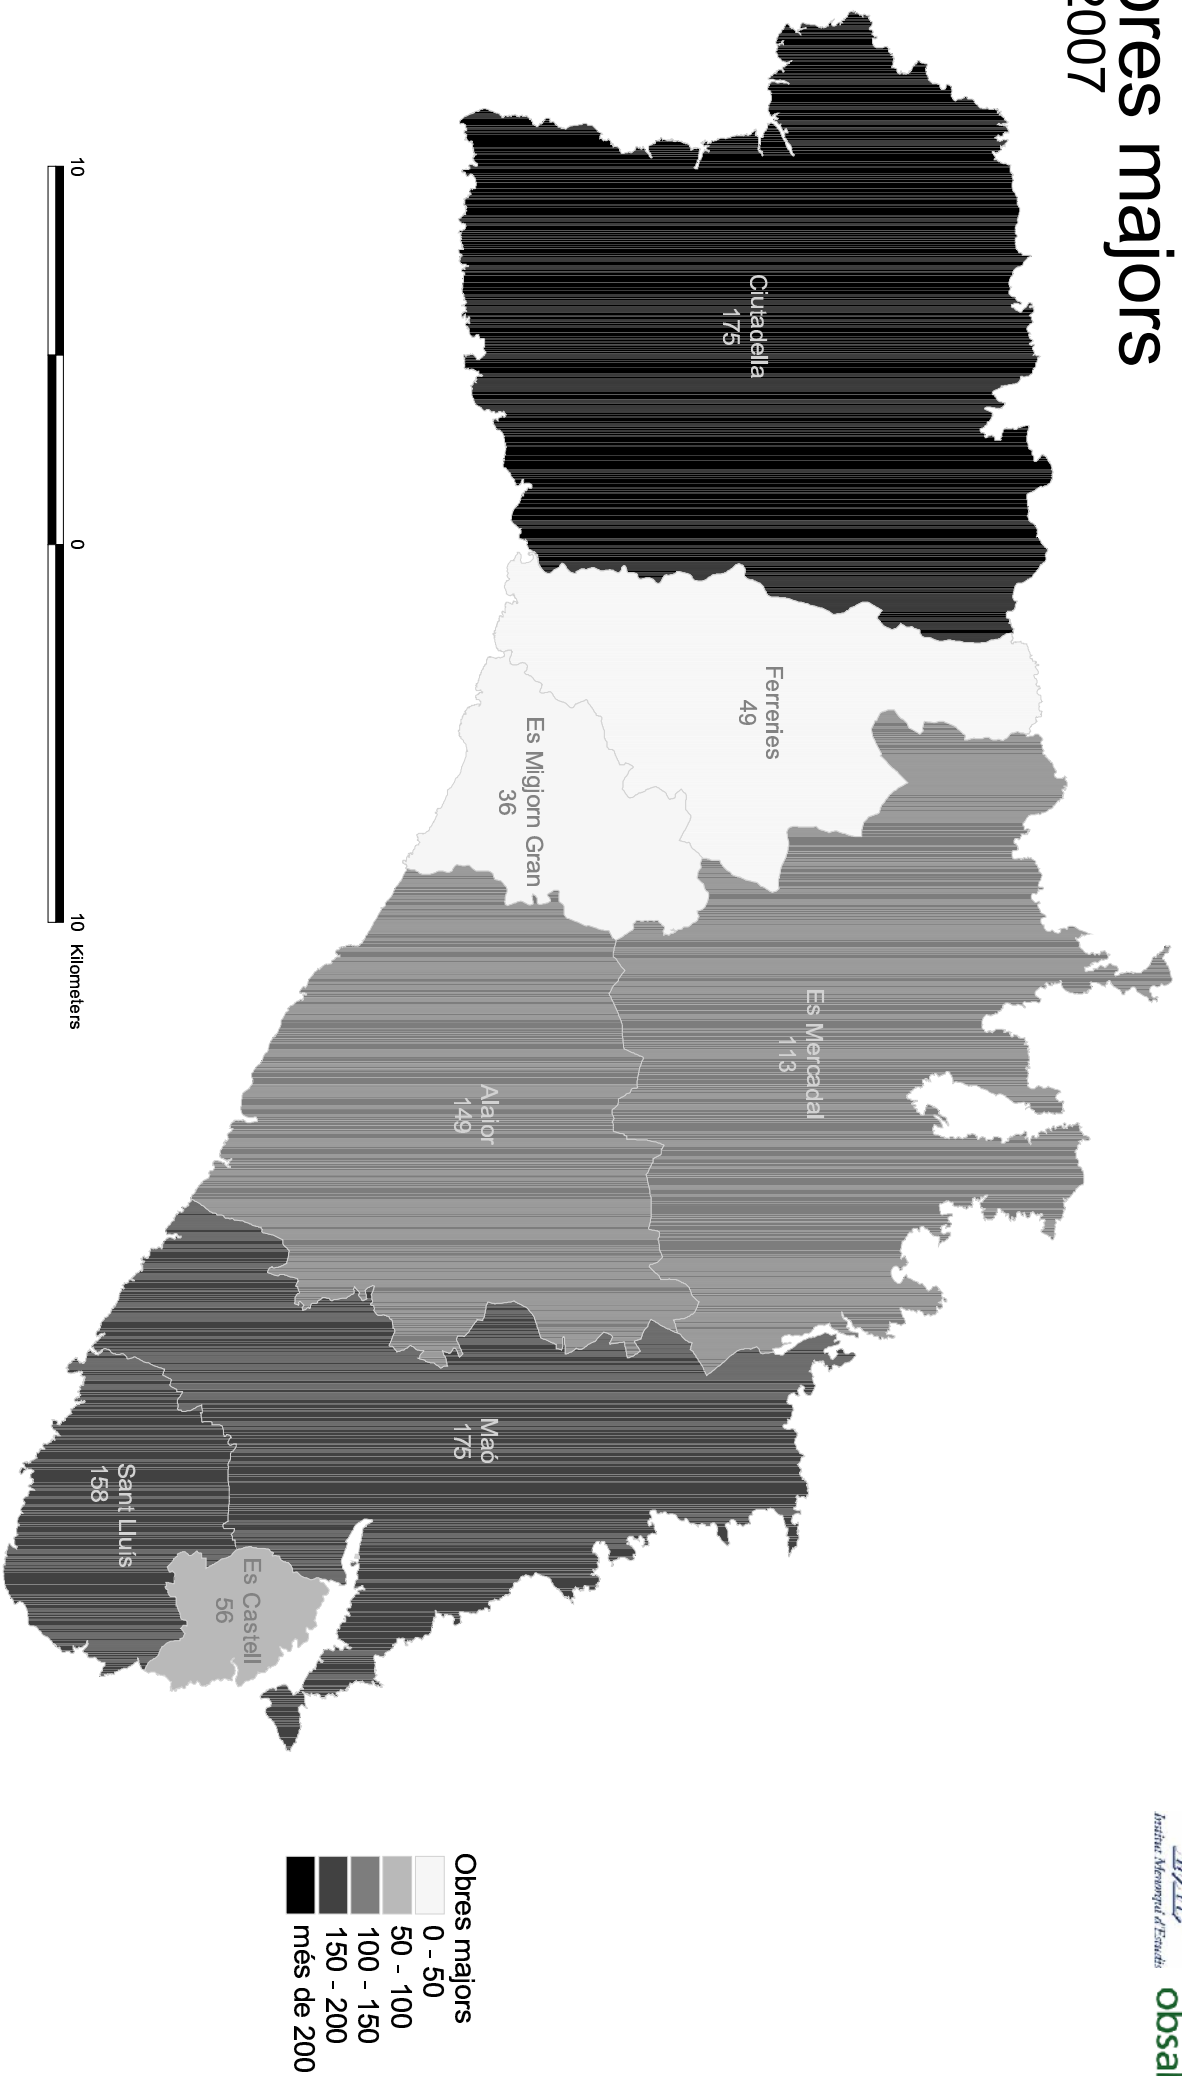 bres majors
2007
Ciutadella
175
Ferreries
49
Es Migjorn Gran
36
Es Mercadal
113
Alaior
149
Maó
175
Sant Lluís
158
Es Castell
56
10 0 10 Kilometers
Obres majors
0 - 50
50 - 100
100 - 150
150 - 200
més de 200
Institut Menorquí d'Estudis
obsa